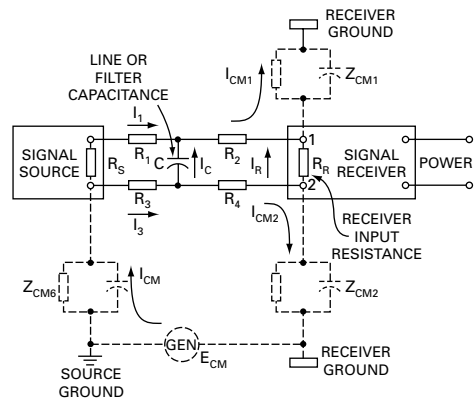 RECEIVER
GROUND
LINE OR
FILTER
CAPACITANCE
I_CM1
Z_CM1
I_1
SIGNAL
SOURCE
R_S
R_1
C
I_C
R_2
I_R
1
R_R
2
SIGNAL
RECEIVER
POWER
R_3
I_3
R_4
I_CM2
RECEIVER
INPUT
RESISTANCE
Z_CM6
I_CM
Z_CM2
GEN
E_CM
SOURCE
GROUND
RECEIVER
GROUND